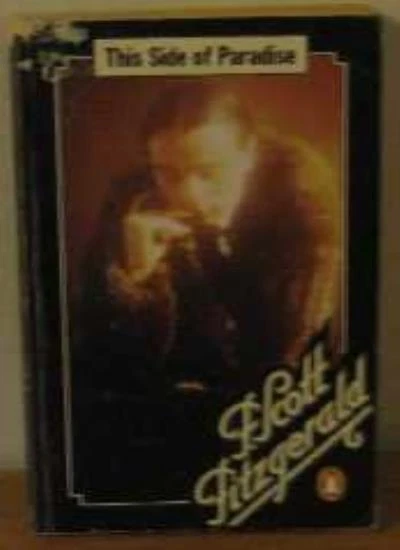 This Side of Paradise
F. Scott
Fitzgerald